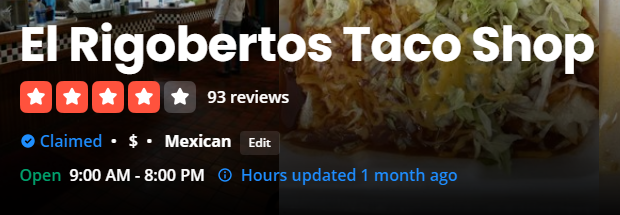 El Rigobertos Taco Shop
93 reviews
Claimed • $ • Mexican Edit
Open 9:00 AM - 8:00 PM Hours updated 1 month ago